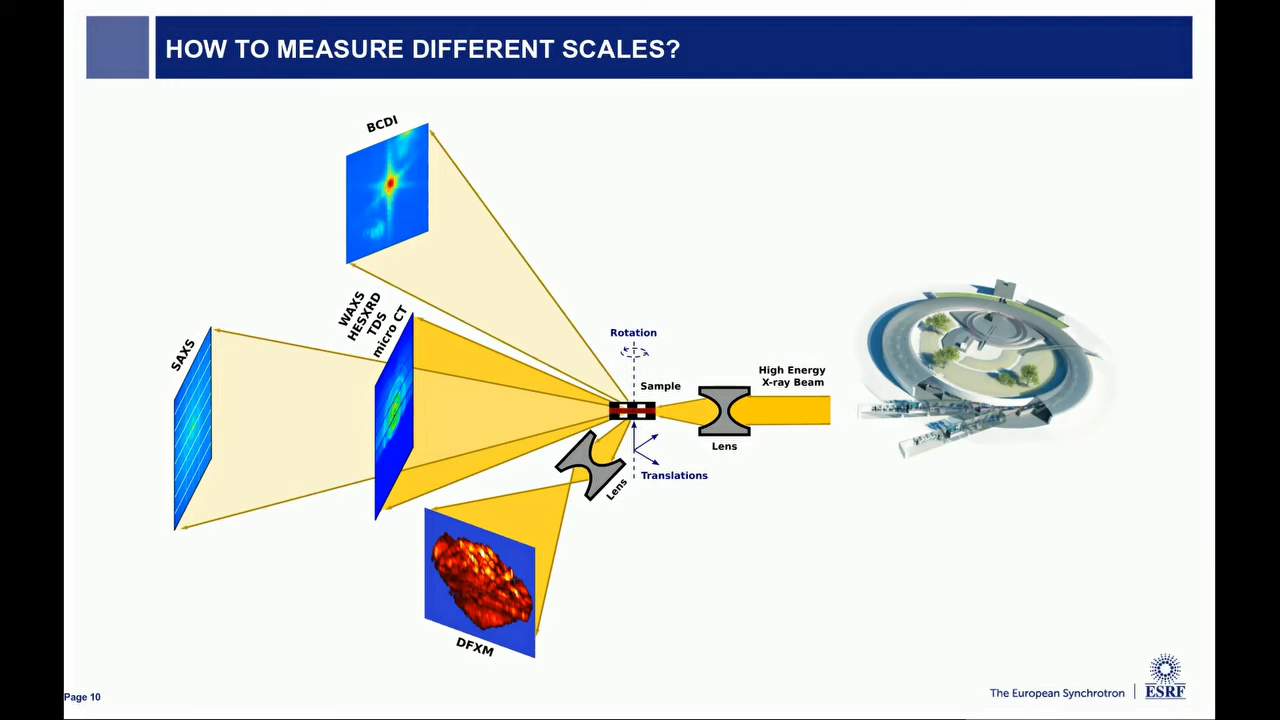 HOW TO MEASURE DIFFERENT SCALES?
BCDI
WAXS
HESXRD
TDS
micro CT
SAXS
Rotation
Sample
High Energy
X-ray Beam
Lens
Translations
Lens
DFXM
Page 10
The European Synchrotron
ESRF